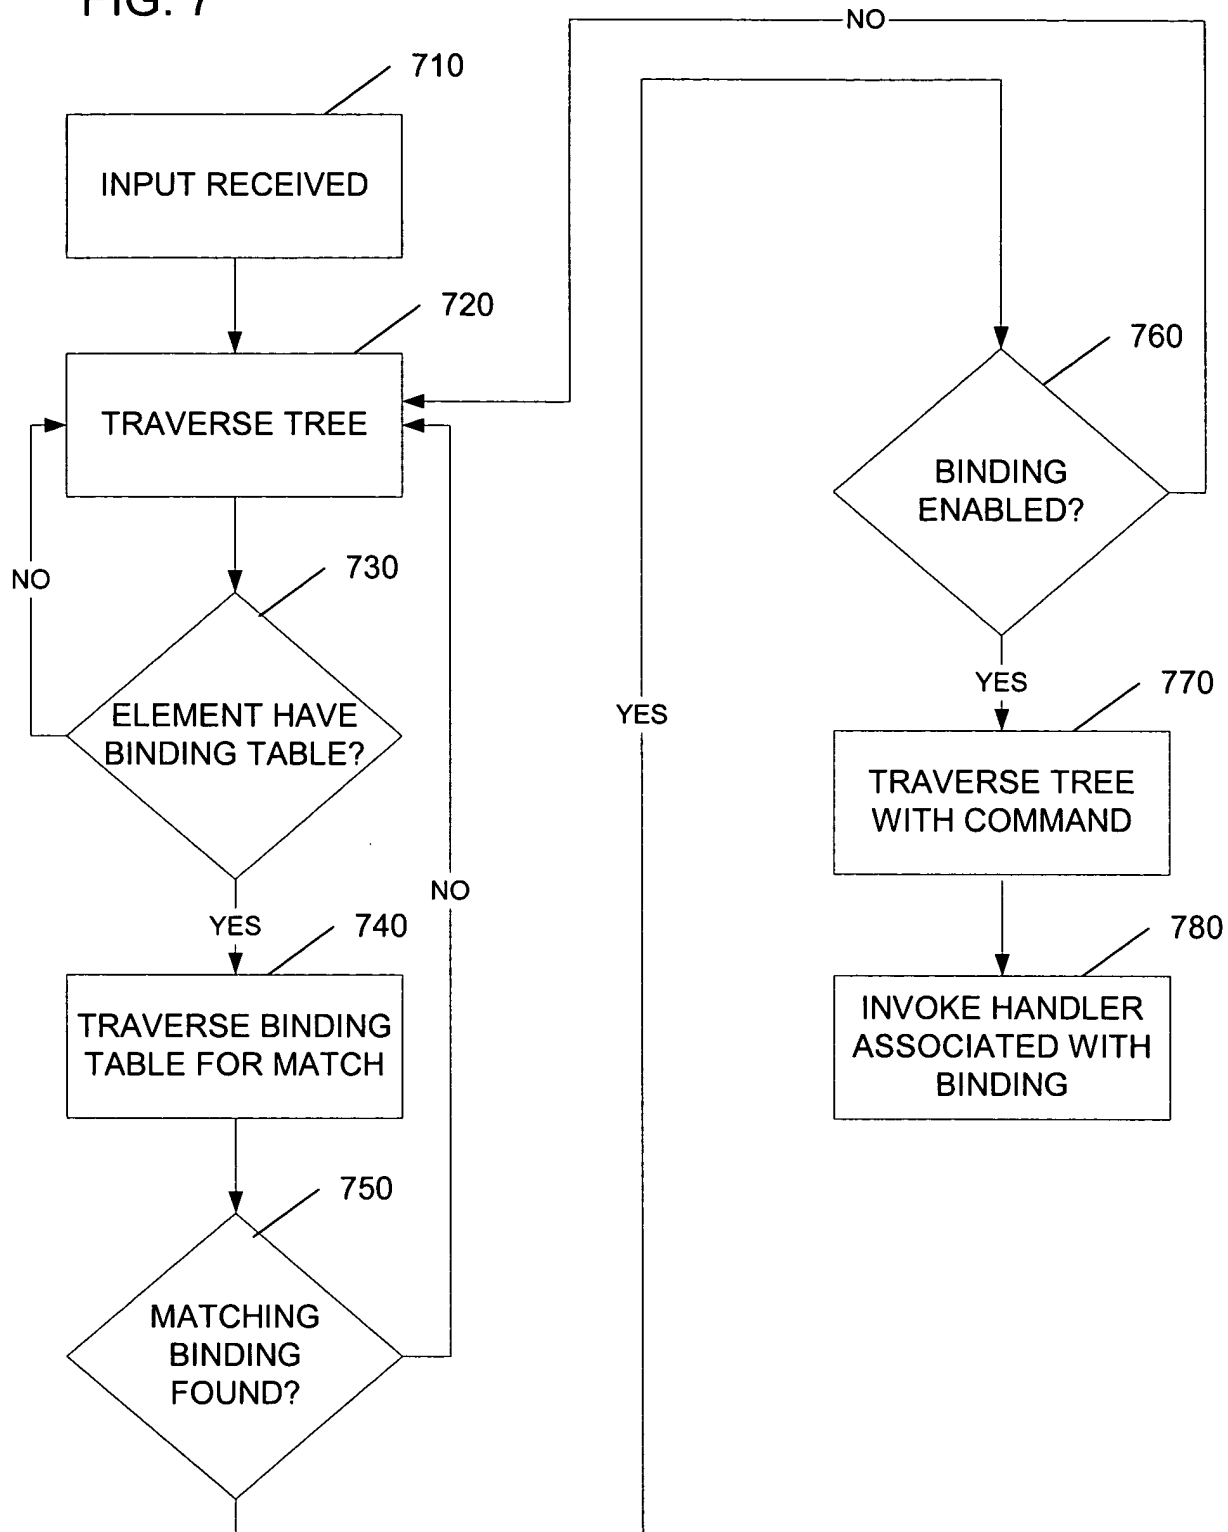 FIG. 7
NO
710
INPUT RECEIVED
720
TRAVERSE TREE
NO
730
ELEMENT HAVE
BINDING TABLE?
YES
NO
740
TRAVERSE BINDING
TABLE FOR MATCH
750
MATCHING
BINDING
FOUND?
YES
760
BINDING
ENABLED?
YES
770
TRAVERSE TREE
WITH COMMAND
780
INVOKE HANDLER
ASSOCIATED WITH
BINDING